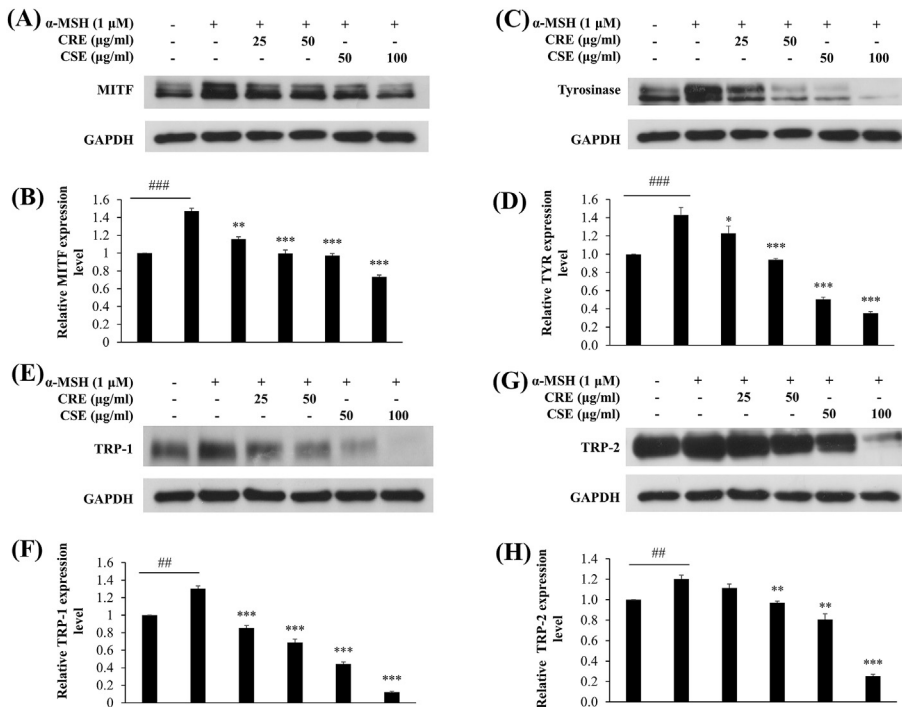 (A)
α-MSH (1 µM) - + + + + +
CRE (µg/ml) - - 25 50 - -
CSE (µg/ml) - - - - 50 100
MITF
GAPDH
(B)
Relative MITF expression
level
1.6
1.4
1.2
1
0.8
0.6
0.4
0.2
0
###
**
***
***
***
(C)
α-MSH (1 µM) - + + + + +
CRE (µg/ml) - - 25 50 - -
CSE (µg/ml) - - - - 50 100
Tyrosinase
GAPDH
(D)
Relative TYR expression
level
1.6
1.4
1.2
1.0
0.8
0.6
0.4
0.2
0.0
###
*
***
***
***
(E)
α-MSH (1 µM) - + + + + +
CRE (µg/ml) - - 25 50 - -
CSE (µg/ml) - - - - 50 100
TRP-1
GAPDH
(F)
Relative TRP-1 expression
level
1.6
1.4
1.2
1
0.8
0.6
0.4
0.2
0
##
***
***
***
***
(G)
α-MSH (1 µM) - + + + + +
CRE (µg/ml) - - 25 50 - -
CSE (µg/ml) - - - - 50 100
TRP-2
GAPDH
(H)
Relative TRP-2 expression
level
1.4
1.2
1.0
0.8
0.6
0.4
0.2
0.0
##
**
**
***